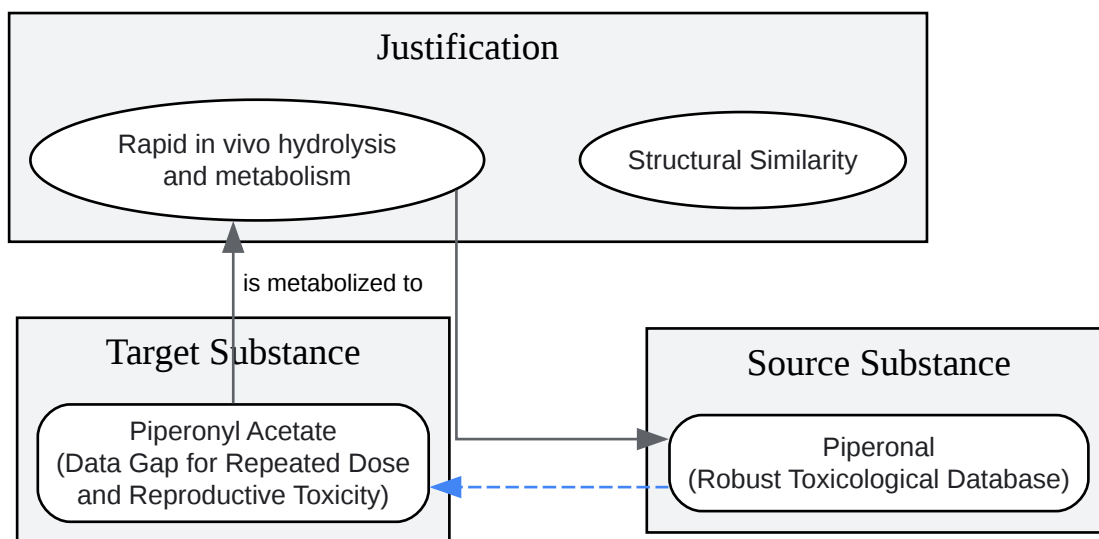 Justification
Rapid in vivo hydrolysis
and metabolism
Structural Similarity
is metabolized to
Target Substance
Piperonyl Acetate
(Data Gap for Repeated Dose
and Reproductive Toxicity)
Source Substance
Piperonal
(Robust Toxicological Database)